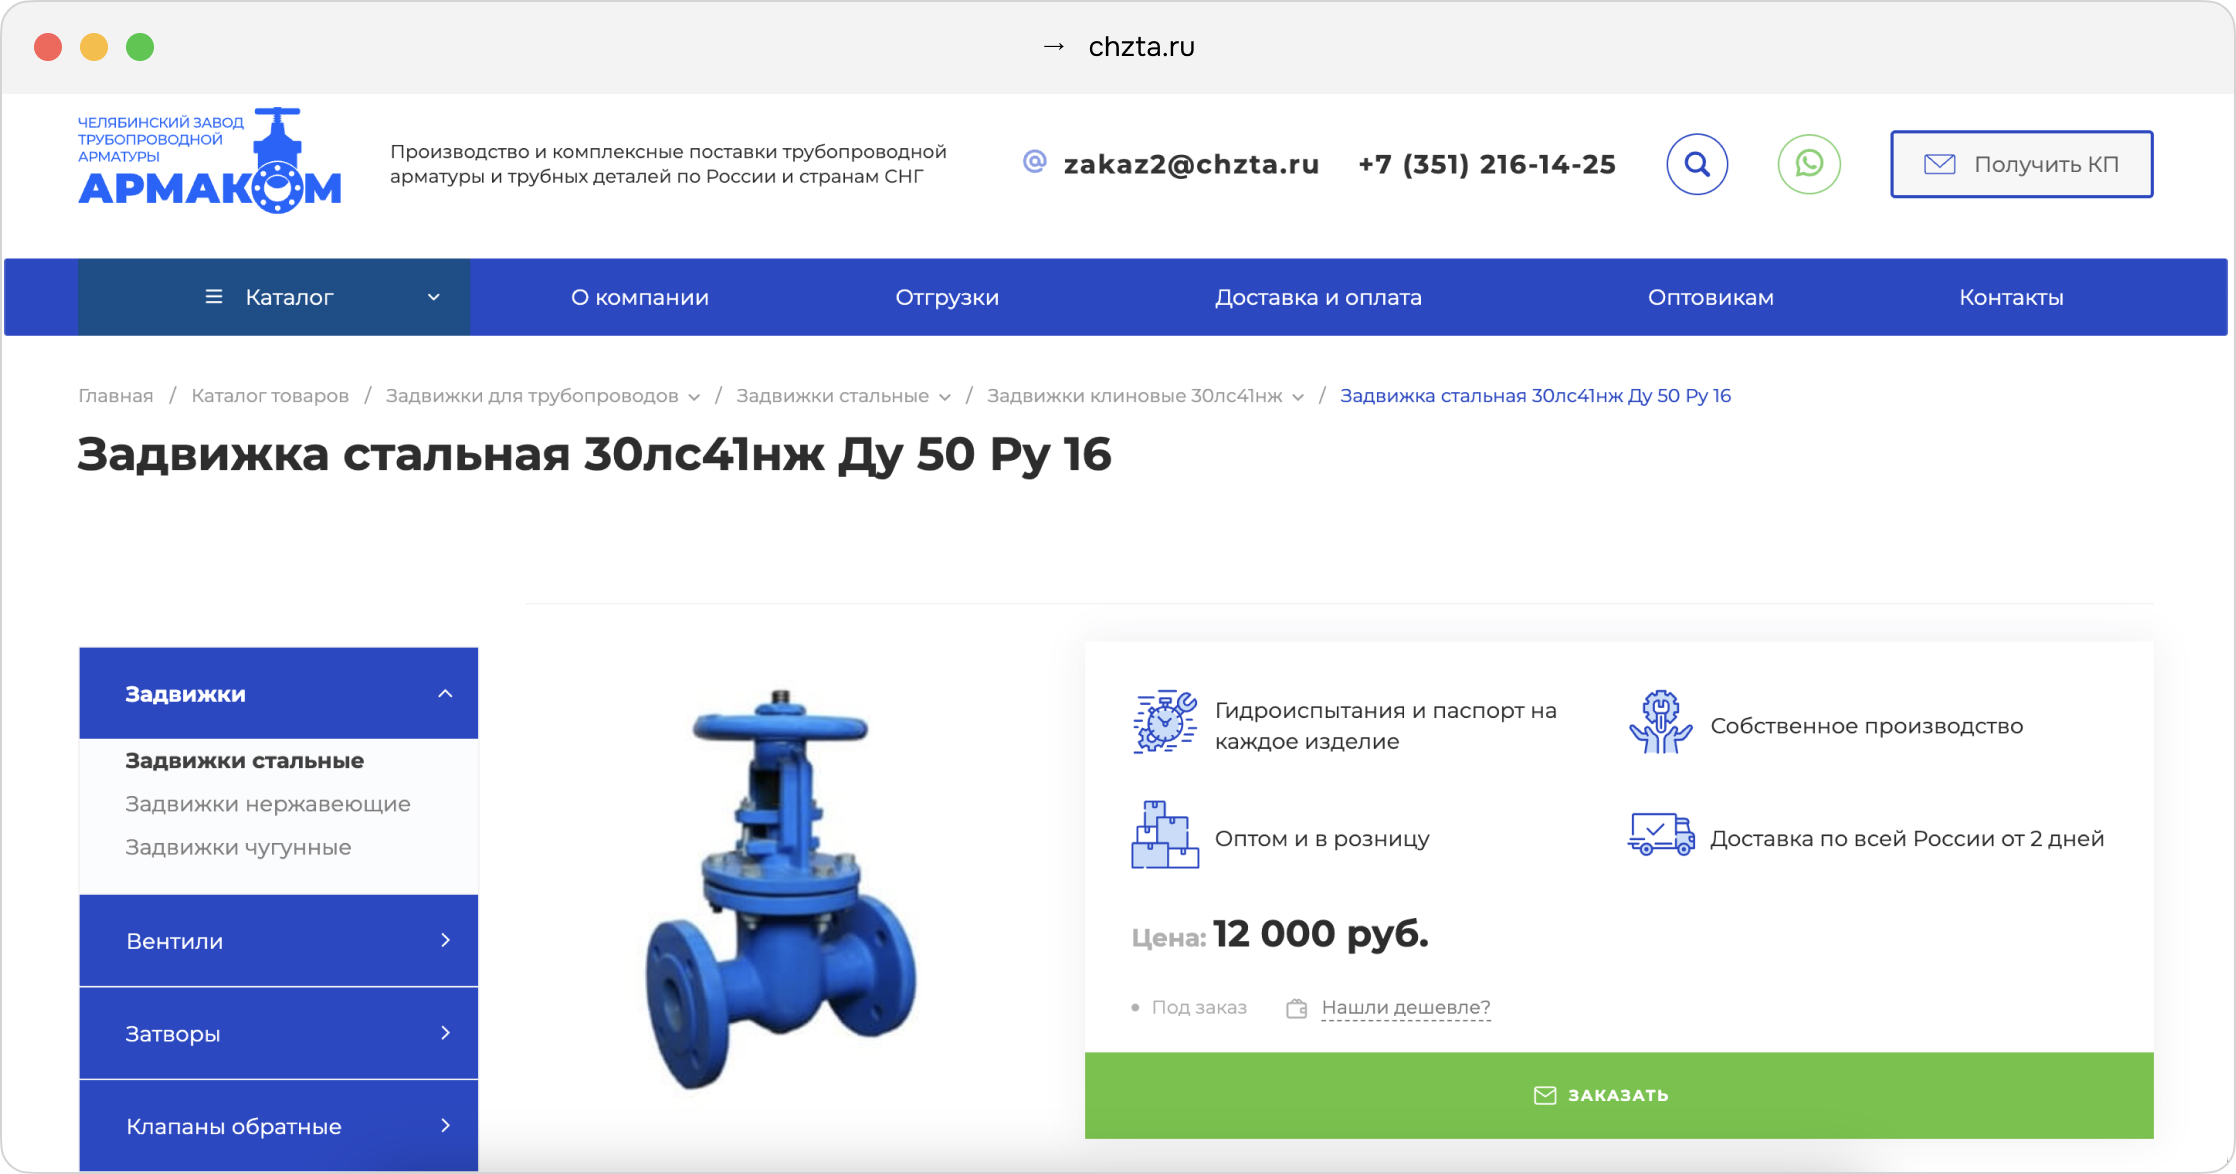 → chzta.ru
ЧЕЛЯБИНСКИЙ ЗАВОД
ТРУБОПРОВОДНОЙ
АРМАТУРЫ
АРМАКОМ
Производство и комплексные поставки трубопроводной
арматуры и трубных деталей по России и странам СНГ
@ zakaz2@chzta.ru
+7 (351) 216-14-25
Получить КП
Каталог
О компании
Отгрузки
Доставка и оплата
Оптовикам
Контакты
Главная / Каталог товаров / Задвижки для трубопроводов / Задвижки стальные / Задвижки клиновые 30лс41нж / Задвижка стальная 30лс41нж Ду 50 Ру 16
Задвижка стальная 30лс41нж Ду 50 Ру 16
Задвижки
Задвижки стальные
Задвижки нержавеющие
Задвижки чугунные
Вентили
Затворы
Клапаны обратные
Гидроиспытания и паспорт на
каждое изделие
Собственное производство
Оптом и в розницу
Доставка по всей России от 2 дней
Цена: 12 000 руб.
Под заказ
Нашли дешевле?
ЗАКАЗАТЬ